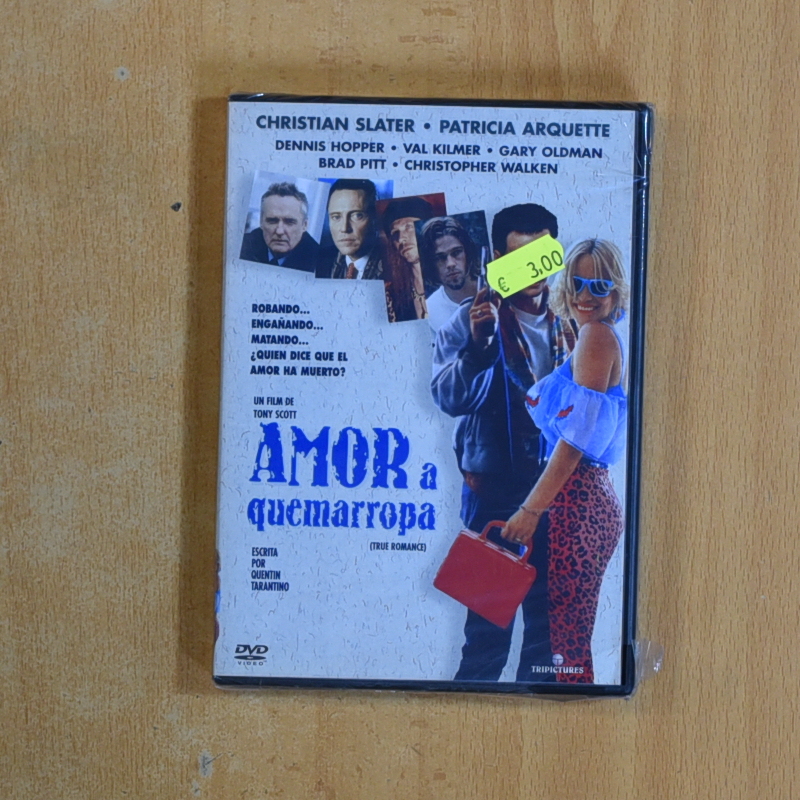 CHRISTIAN SLATER • PATRICIA ARQUETTE
DENNIS HOPPER • VAL KILMER • GARY OLDMAN
BRAD PITT • CHRISTOPHER WALKEN
€ 3,00
ROBANDO...
ENGAÑANDO...
MATANDO...
¿QUIEN DICE QUE EL
AMOR HA MUERTO?
UN FILM DE
TONY SCOTT
AMOR a
quemarropa
(TRUE ROMANCE)
ESCRITA
POR
QUENTIN
TARANTINO
DVD
VIDEO
TRIPICTURES